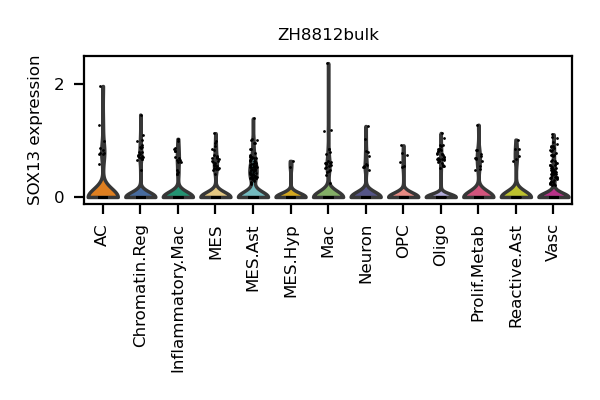 ZH8812bulk
SOX13 expression
2
0
AC
Chromatin.Reg
Inflammatory.Mac
MES
MES.Ast
MES.Hyp
Mac
Neuron
OPC
Oligo
Prolif.Metab
Reactive.Ast
Vasc